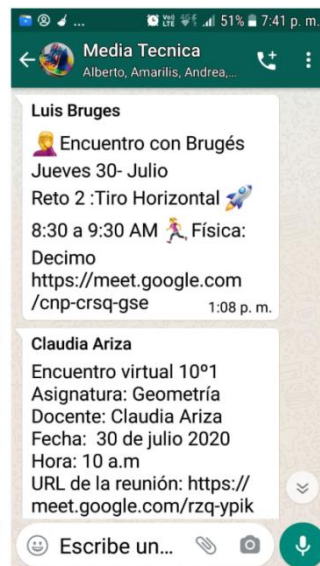 51% 7:41 p. m.
Media Tecnica
Alberto, Amarilis, Andrea,...
Luis Bruges
🤦‍♀️ Encuentro con Brugés
Jueves 30- Julio
Reto 2 :Tiro Horizontal 🚀
8:30 a 9:30 AM 🏃‍♀️ Física:
Decimo
https://meet.google.com
/cnp-crsq-gse
1:08 p. m.
Claudia Ariza
Encuentro virtual 10º1
Asignatura: Geometría
Docente: Claudia Ariza
Fecha:  30 de julio 2020
Hora: 10 a.m
URL de la reunión: https://
meet.google.com/rzq-ypik
Escribe un...